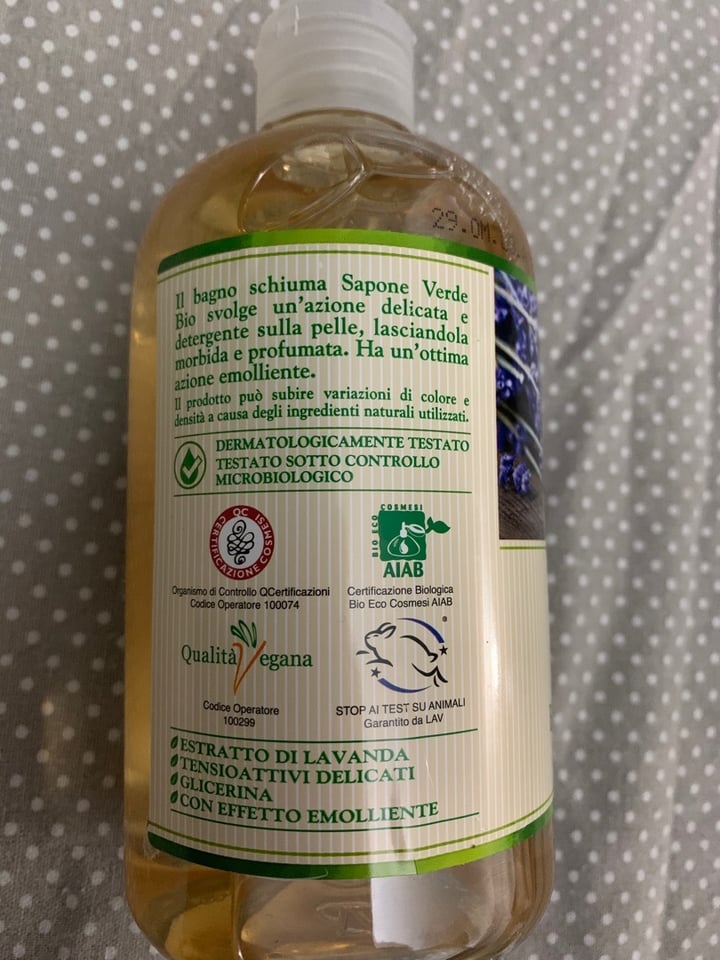 29.0M.
Il bagno schiuma Sapone Verde
Bio svolge un'azione delicata e
detergente sulla pelle, lasciandola
morbida e profumata. Ha un'ottima
azione emolliente.
Il prodotto può subire variazioni di colore e
densità a causa degli ingredienti naturali utilizzati.
DERMATOLOGICAMENTE TESTATO
TESTATO SOTTO CONTROLLO
MICROBIOLOGICO
QC CERTIFICAZIONE COSMESI
BIO ECO COSMESI
AIAB
Organismo di Controllo QCertificazioni
Codice Operatore 100074
Certificazione Biologica
Bio Eco Cosmesi AIAB
Qualità Vegana
Codice Operatore
100299
®
STOP AI TEST SU ANIMALI
Garantito da LAV
ESTRATTO DI LAVANDA
TENSIOATTIVI DELICATI
GLICERINA
CON EFFETTO EMOLLIENTE